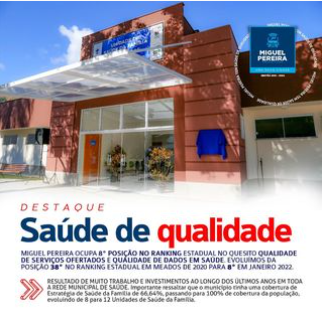 MIGUEL
PEREIRA
DESTAQUE
Saúde de qualidade
MIGUEL PEREIRA OCUPA 8ª POSIÇÃO NO RANKING ESTADUAL NO QUESITO QUALIDADE
DE SERVIÇOS OFERTADOS E QUALIDADE DE DADOS EM SAÚDE. EVOLUÍMOS DA
POSIÇÃO 38ª NO RANKING ESTADUAL EM MEADOS DE 2020 PARA 8ª EM JANEIRO 2022.
RESULTADO DE MUITO TRABALHO E INVESTIMENTOS AO LONGO DOS ÚLTIMOS ANOS EM TODA
A REDE MUNICIPAL DE SAÚDE. Importante ressaltar que o município tinha uma cobertura de
Estratégia de Saúde da Família de 66,64%, passando para 100% de cobertura da população,
evoluindo de 8 para 12 Unidades de Saúde da Família.